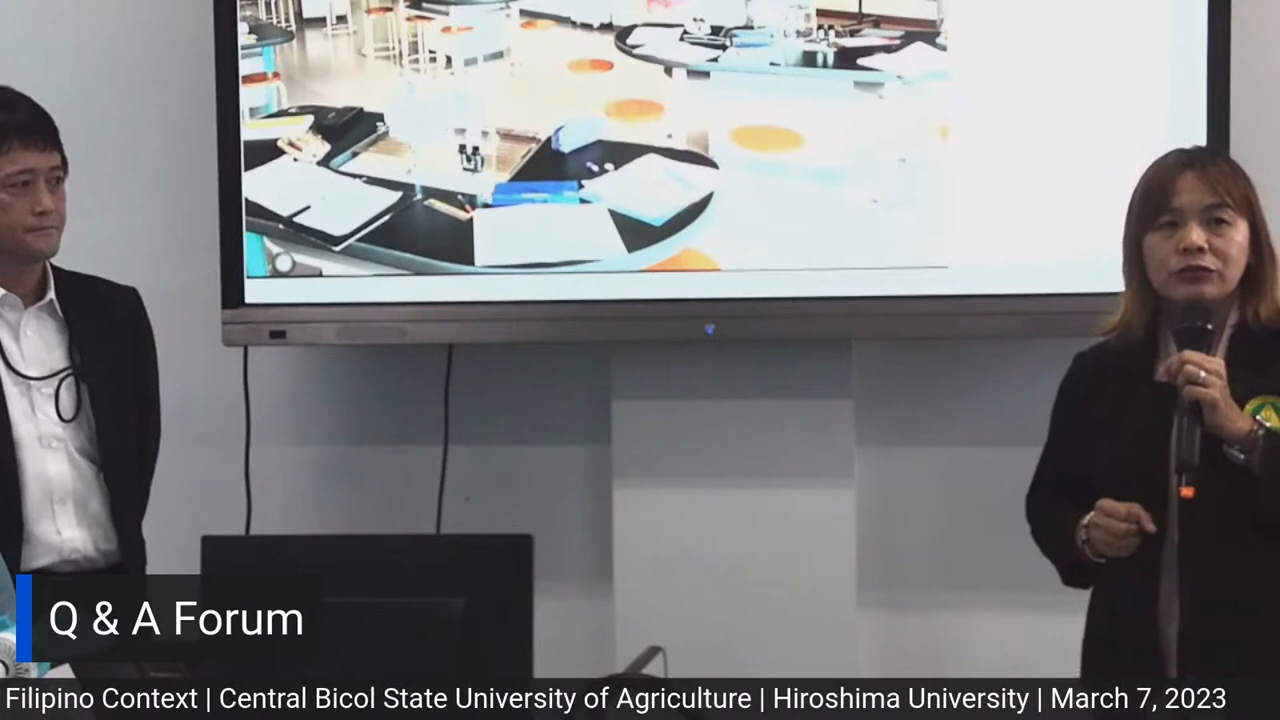 Q & A Forum
Filipino Context | Central Bicol State University of Agriculture | Hiroshima University | March 7, 2023